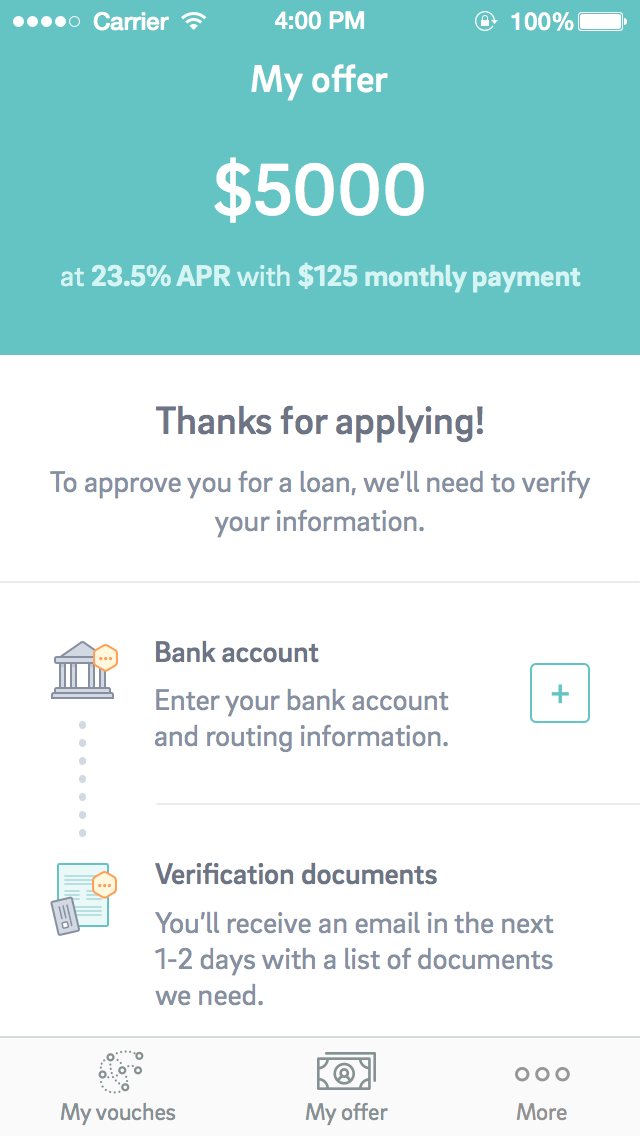 Carrier 4:00 PM 100%
My offer
$5000
at 23.5% APR with $125 monthly payment
Thanks for applying!
To approve you for a loan, we’ll need to verify
your information.
Bank account
Enter your bank account
and routing information.
+
Verification documents
You’ll receive an email in the next
1-2 days with a list of documents
we need.
My vouches My offer More